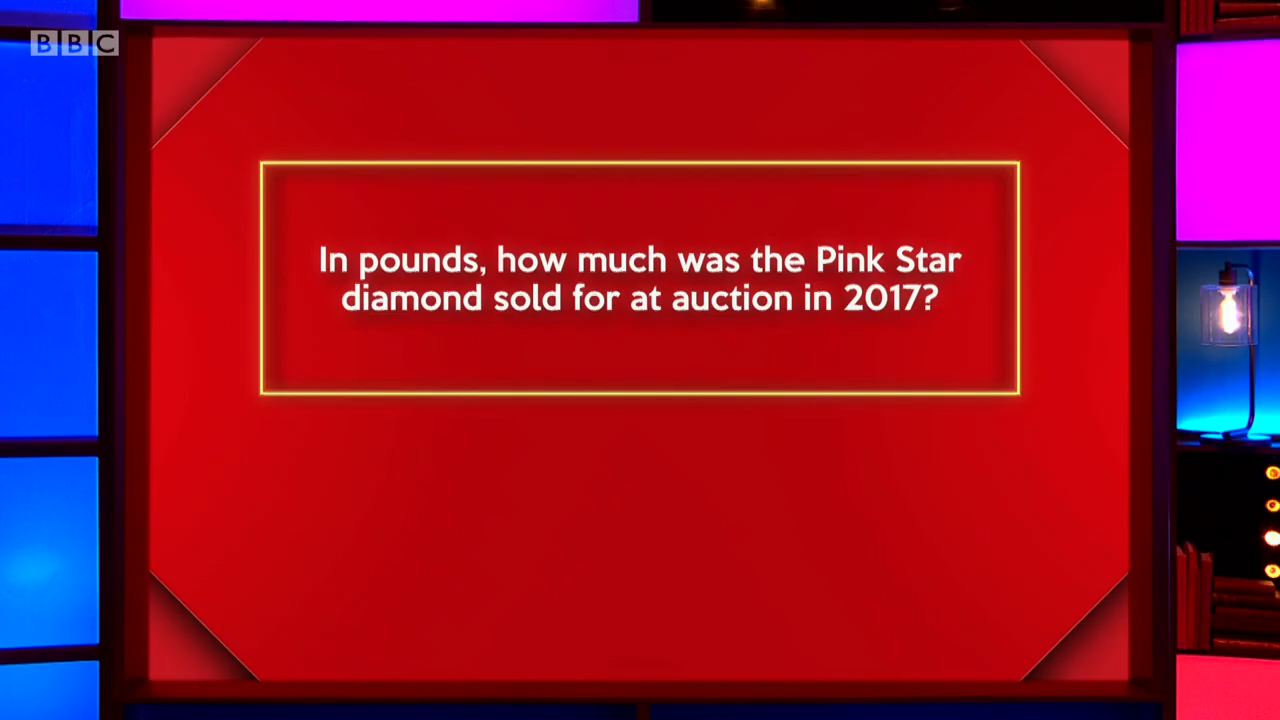 BBC
In pounds, how much was the Pink Star
diamond sold for at auction in 2017?